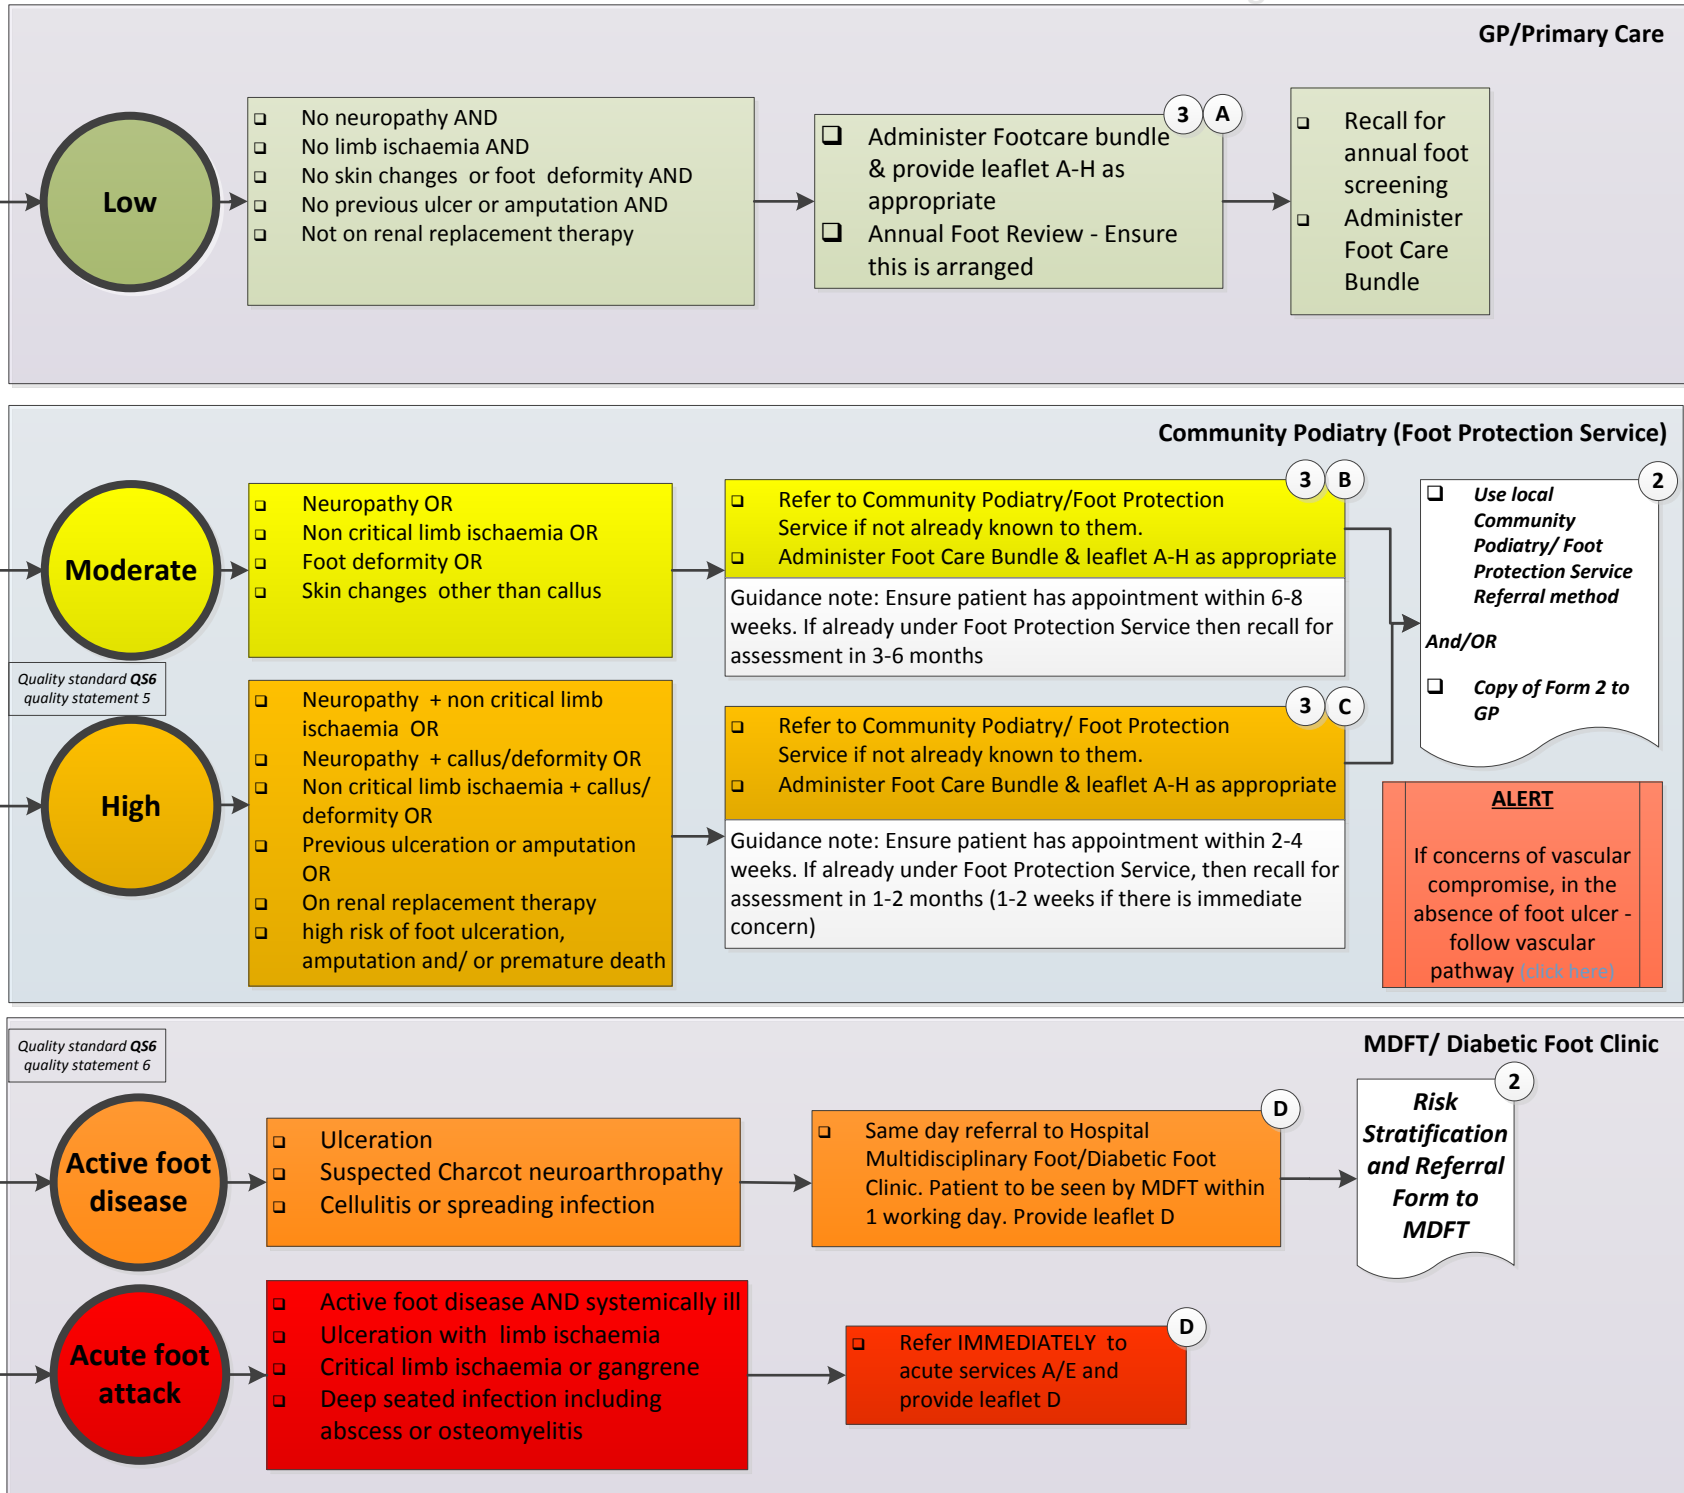 GP/Primary Care
Low
No neuropathy AND
No limb ischaemia AND
No skin changes or foot deformity AND
No previous ulcer or amputation AND
Not on renal replacement therapy
3
A
Administer Footcare bundle
& provide leaflet A-H as
appropriate
Annual Foot Review - Ensure
this is arranged
Recall for
annual foot
screening
Administer
Foot Care
Bundle
Community Podiatry (Foot Protection Service)
Moderate
Neuropathy OR
Non critical limb ischaemia OR
Foot deformity OR
Skin changes other than callus
3
B
Refer to Community Podiatry/Foot Protection
Service if not already known to them.
Administer Foot Care Bundle & leaflet A-H as appropriate
Guidance note: Ensure patient has appointment within 6-8
weeks. If already under Foot Protection Service then recall for
assessment in 3-6 months
2
Use local
Community
Podiatry/ Foot
Protection Service
Referral method
And/OR
Copy of Form 2 to
GP
Quality standard QS6
quality statement 5
High
Neuropathy + non critical limb
ischaemia OR
Neuropathy + callus/deformity OR
Non critical limb ischaemia + callus/
deformity OR
Previous ulceration or amputation
OR
On renal replacement therapy
high risk of foot ulceration,
amputation and/ or premature death
3
C
Refer to Community Podiatry/ Foot Protection
Service if not already known to them.
Administer Foot Care Bundle & leaflet A-H as appropriate
Guidance note: Ensure patient has appointment within 2-4
weeks. If already under Foot Protection Service, then recall for
assessment in 1-2 months (1-2 weeks if there is immediate
concern)
ALERT
If concerns of vascular
compromise, in the
absence of foot ulcer -
follow vascular
pathway (click here)
MDFT/ Diabetic Foot Clinic
Quality standard QS6
quality statement 6
Active foot
disease
Ulceration
Suspected Charcot neuroarthropathy
Cellulitis or spreading infection
D
Same day referral to Hospital
Multidisciplinary Foot/Diabetic Foot
Clinic. Patient to be seen by MDFT within
1 working day. Provide leaflet D
2
Risk
Stratification
and Referral
Form to
MDFT
Acute foot
attack
Active foot disease AND systemically ill
Ulceration with limb ischaemia
Critical limb ischaemia or gangrene
Deep seated infection including
abscess or osteomyelitis
D
Refer IMMEDIATELY to
acute services A/E and
provide leaflet D